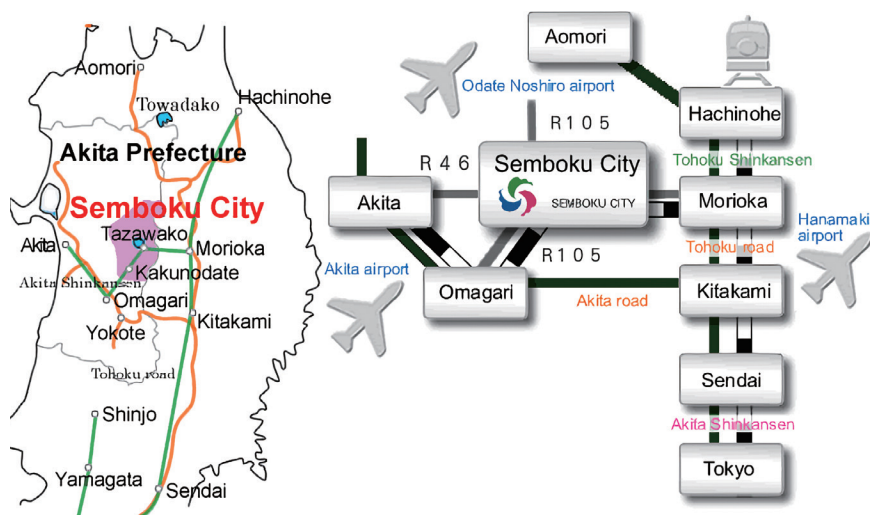 Aomori
Towadako
Hachinohe
Akita Prefecture
Semboku City
Tazawako
Akita
Morioka
Kakunodate
Akita Shinkansen
Omagari
Yokote
Kitakami
Tohoku road
Shinjo
Yamagata
Sendai
Aomori
Odate Noshiro airport
Hachinohe
R105
Tohoku Shinkansen
R46
Semboku City
SEMBOKU CITY
Akita
Morioka
Hanamaki
airport
Tohoku road
R105
Akita airport
Omagari
Akita road
Kitakami
Sendai
Akita Shinkansen
Tokyo